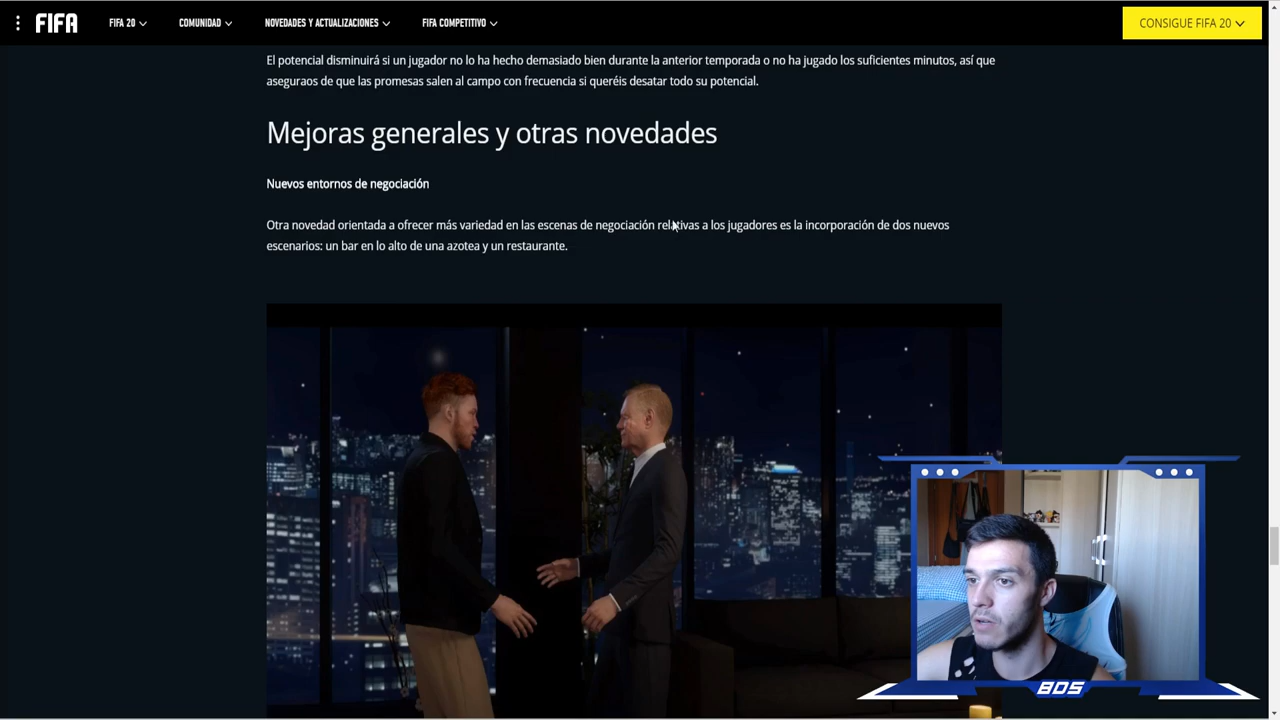 FIFA
FIFA 20
COMUNIDAD
NOVEDADES Y ACTUALIZACIONES
FIFA COMPETITIVO
CONSIGUE FIFA 20
El potencial disminuirá si un jugador no lo ha hecho demasiado bien durante la anterior temporada o no ha jugado los suficientes minutos, así que
aseguraos de que las promesas salen al campo con frecuencia si queréis desatar todo su potencial.
Mejoras generales y otras novedades
Nuevos entornos de negociación
Otra novedad orientada a ofrecer más variedad en las escenas de negociación relativas a los jugadores es la incorporación de dos nuevos
escenarios: un bar en lo alto de una azotea y un restaurante.
BDS